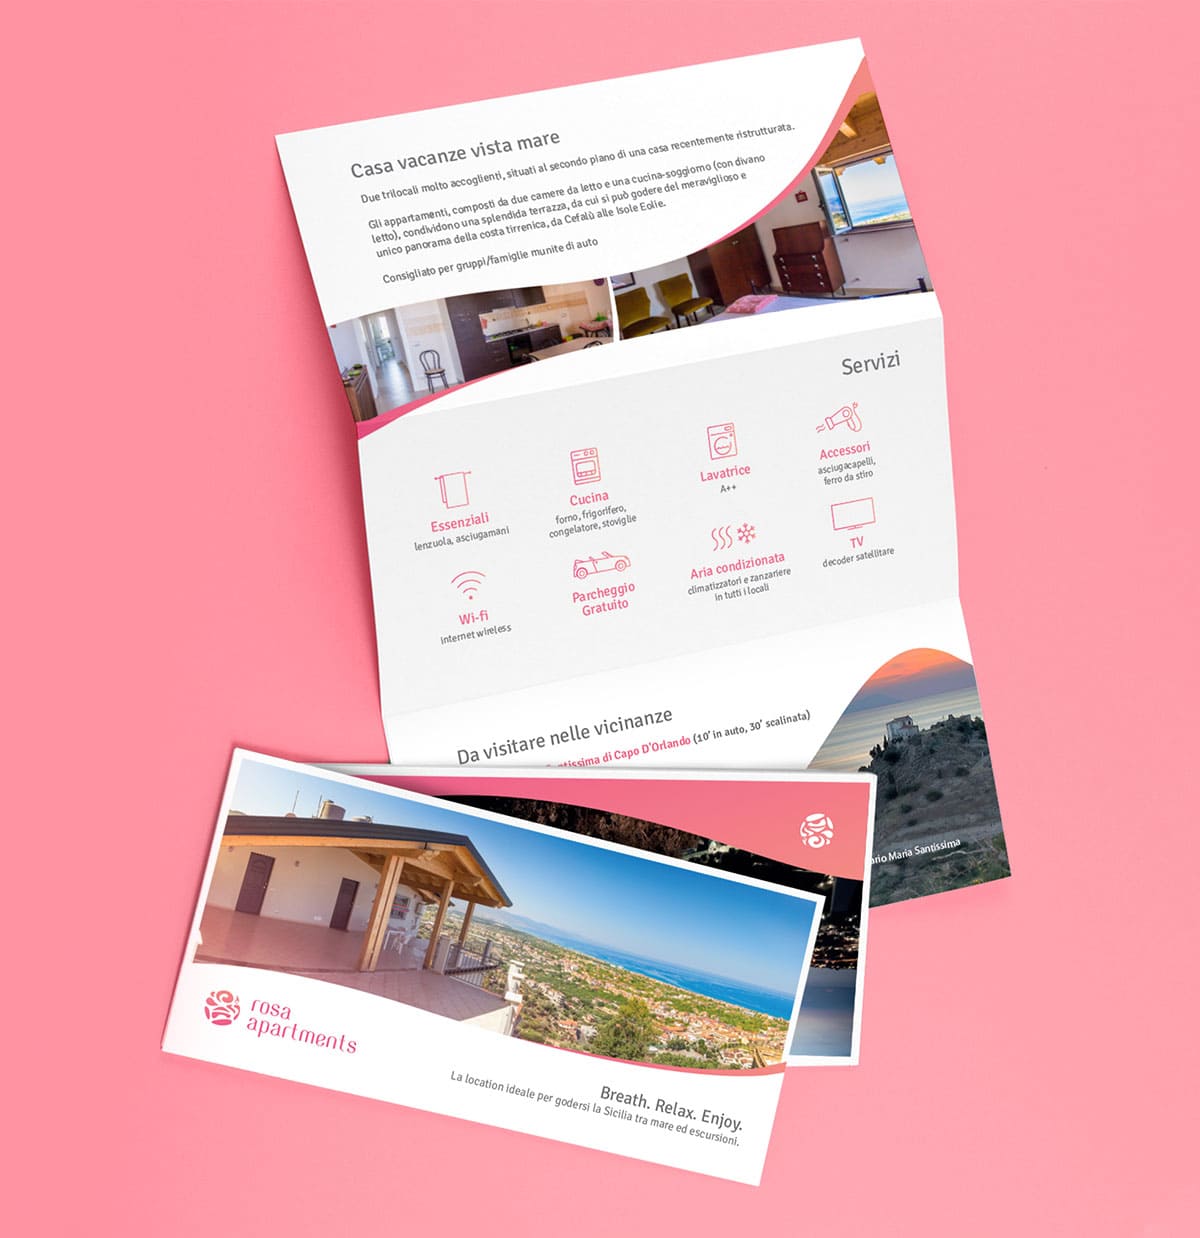 Casa vacanze vista mare
Due trilocali molto accoglienti, situati al secondo plano di una casa recentemente ristrutturata.
Gli appartamenti, composti da due camere da letto e una cucina-soggiorno (con divano
letto), condividono una splendida terrazza, da cui si può godere del meraviglioso e
unico panorama della costa tirrenica, da Cefalù alle Isole Eolie.
Consigliato per gruppi/famiglie munite di auto
Servizi
Essenziali
lenzuola, asciugamani
Cucina
forno, frigorifero,
congelatore, stoviglie
Lavatrice
A++
Accessori
asciugacapelli,
ferro da stiro
Wi-fi
internet wireless
Parcheggio
Gratuito
Aria condizionata
climatizzatori e zanzariere
in tutti i locali
TV
decoder satellitare
Da visitare nelle vicinanze
di Capo D'Orlando (10' in auto, 30' scalinata)
Maria Santissima
rosa
apartments
Breath. Relax. Enjoy.
La location ideale per godersi la Sicilia tra mare ed escursioni.